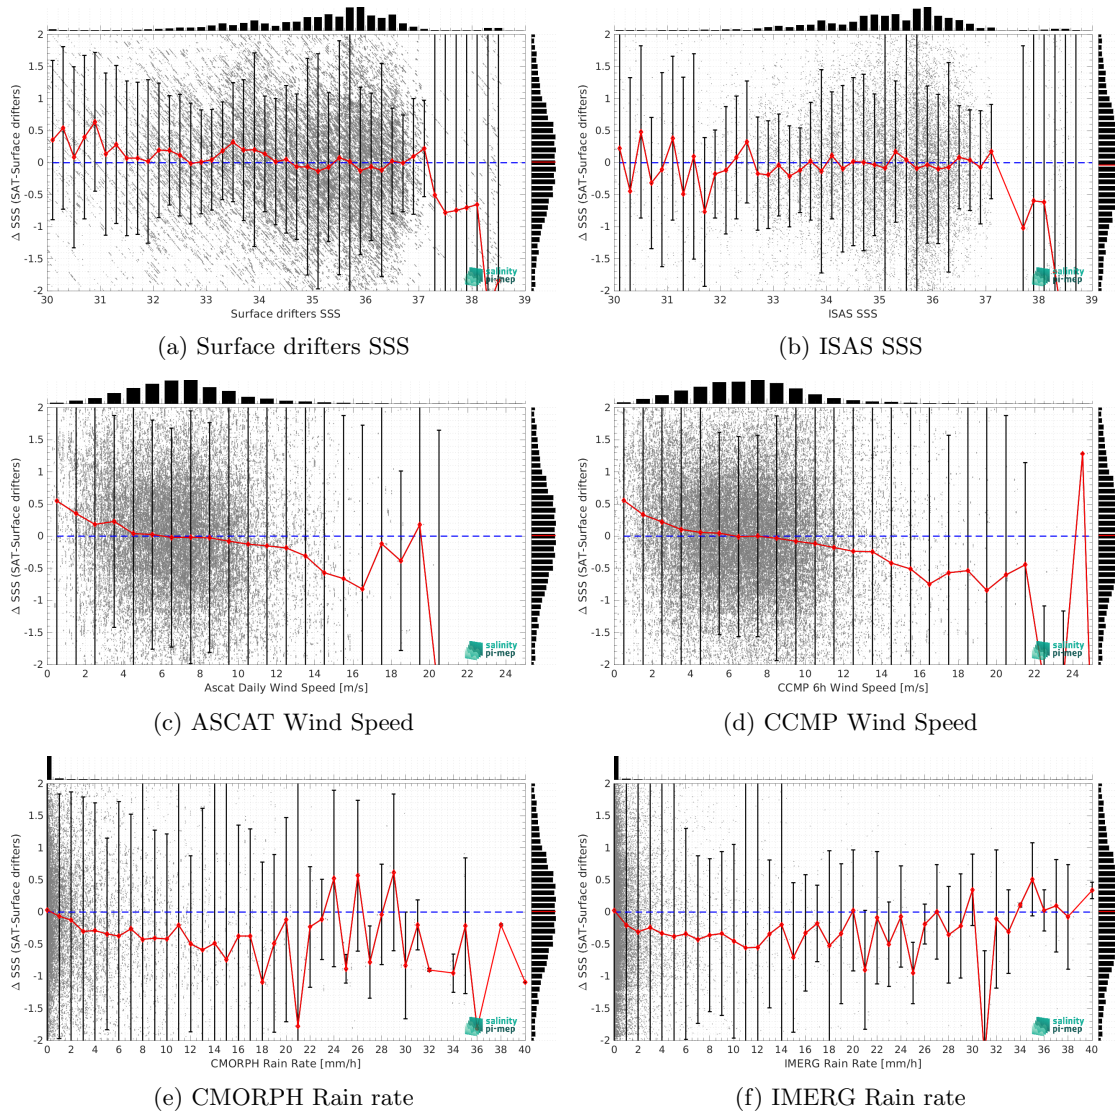 2
1.5
1
0.5
0
-0.5
-1
-1.5
-2
Δ SSS (SAT-Surface drifters)
30 31 32 33 34 35 36 37 38 39
Surface drifters SSS
salinity
pi-mep
(a) Surface drifters SSS
2
1.5
1
0.5
0
-0.5
-1
-1.5
-2
Δ SSS (SAT-Surface drifters)
30 31 32 33 34 35 36 37 38 39
ISAS SSS
salinity
pi-mep
(b) ISAS SSS
2
1.5
1
0.5
0
-0.5
-1
-1.5
-2
Δ SSS (SAT-Surface drifters)
0 2 4 6 8 10 12 14 16 18 20 22 24
Ascat Daily Wind Speed [m/s]
salinity
pi-mep
(c) ASCAT Wind Speed
2
1.5
1
0.5
0
-0.5
-1
-1.5
-2
Δ SSS (SAT-Surface drifters)
0 2 4 6 8 10 12 14 16 18 20 22 24
CCMP 6h Wind Speed [m/s]
salinity
pi-mep
(d) CCMP Wind Speed
2
1.5
1
0.5
0
-0.5
-1
-1.5
-2
Δ SSS (SAT-Surface drifters)
0 2 4 6 8 10 12 14 16 18 20 22 24 26 28 30 32 34 36 38 40
CMORPH Rain Rate [mm/h]
salinity
pi-mep
(e) CMORPH Rain rate
2
1.5
1
0.5
0
-0.5
-1
-1.5
-2
Δ SSS (SAT-Surface drifters)
0 2 4 6 8 10 12 14 16 18 20 22 24 26 28 30 32 34 36 38 40
IMERG Rain Rate [mm/h]
salinity
pi-mep
(f) IMERG Rain rate